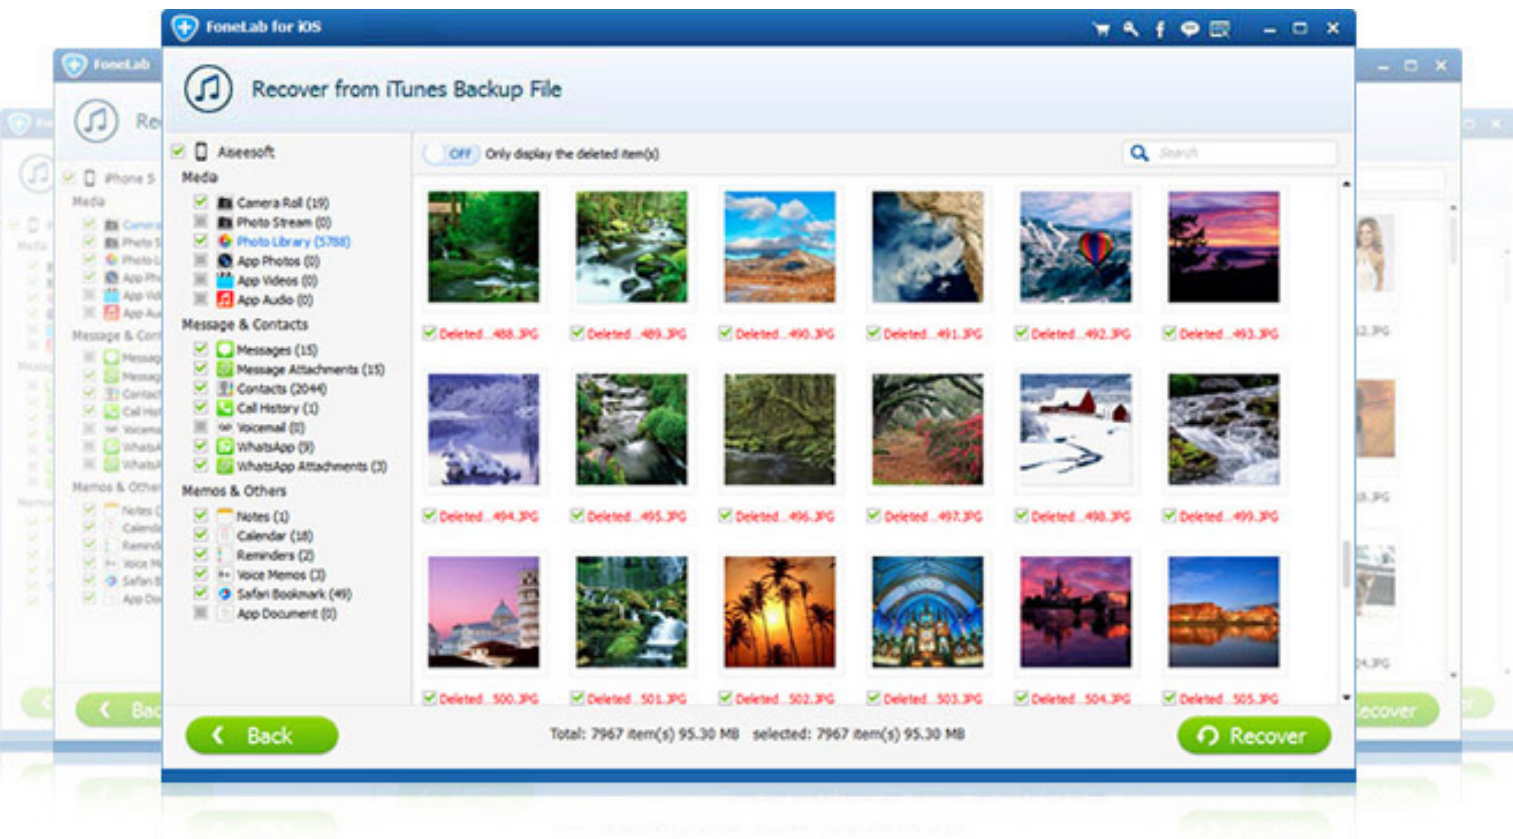 FoneLab for iOS
Recover from iTunes Backup File
Aiseesoft
Media
Camera Roll (19)
Photo Stream (0)
Photo Library (5788)
App Photos (0)
App Videos (0)
App Audio (0)
Message & Contacts
Messages (15)
Message Attachments (15)
Contacts (2044)
Call History (1)
Voicemail (0)
WhatsApp (9)
WhatsApp Attachments (3)
Memos & Others
Notes (1)
Calendar (18)
Reminders (2)
Voice Memos (3)
Safari Bookmark (49)
App Document (0)
OFF Only display the deleted item(s)
Search
Deleted...488.JPG Deleted...489.JPG Deleted...490.JPG Deleted...491.JPG Deleted...492.JPG Deleted...493.JPG
Deleted...494.JPG Deleted...495.JPG Deleted...496.JPG Deleted...497.JPG Deleted...498.JPG Deleted...499.JPG
Deleted...500.JPG Deleted...501.JPG Deleted...502.JPG Deleted...503.JPG Deleted...504.JPG Deleted...505.JPG
Back
Total: 7967 item(s) 95.30 MB selected: 7967 item(s) 95.30 MB
Recover
FoneLab
iPhone 5
Media